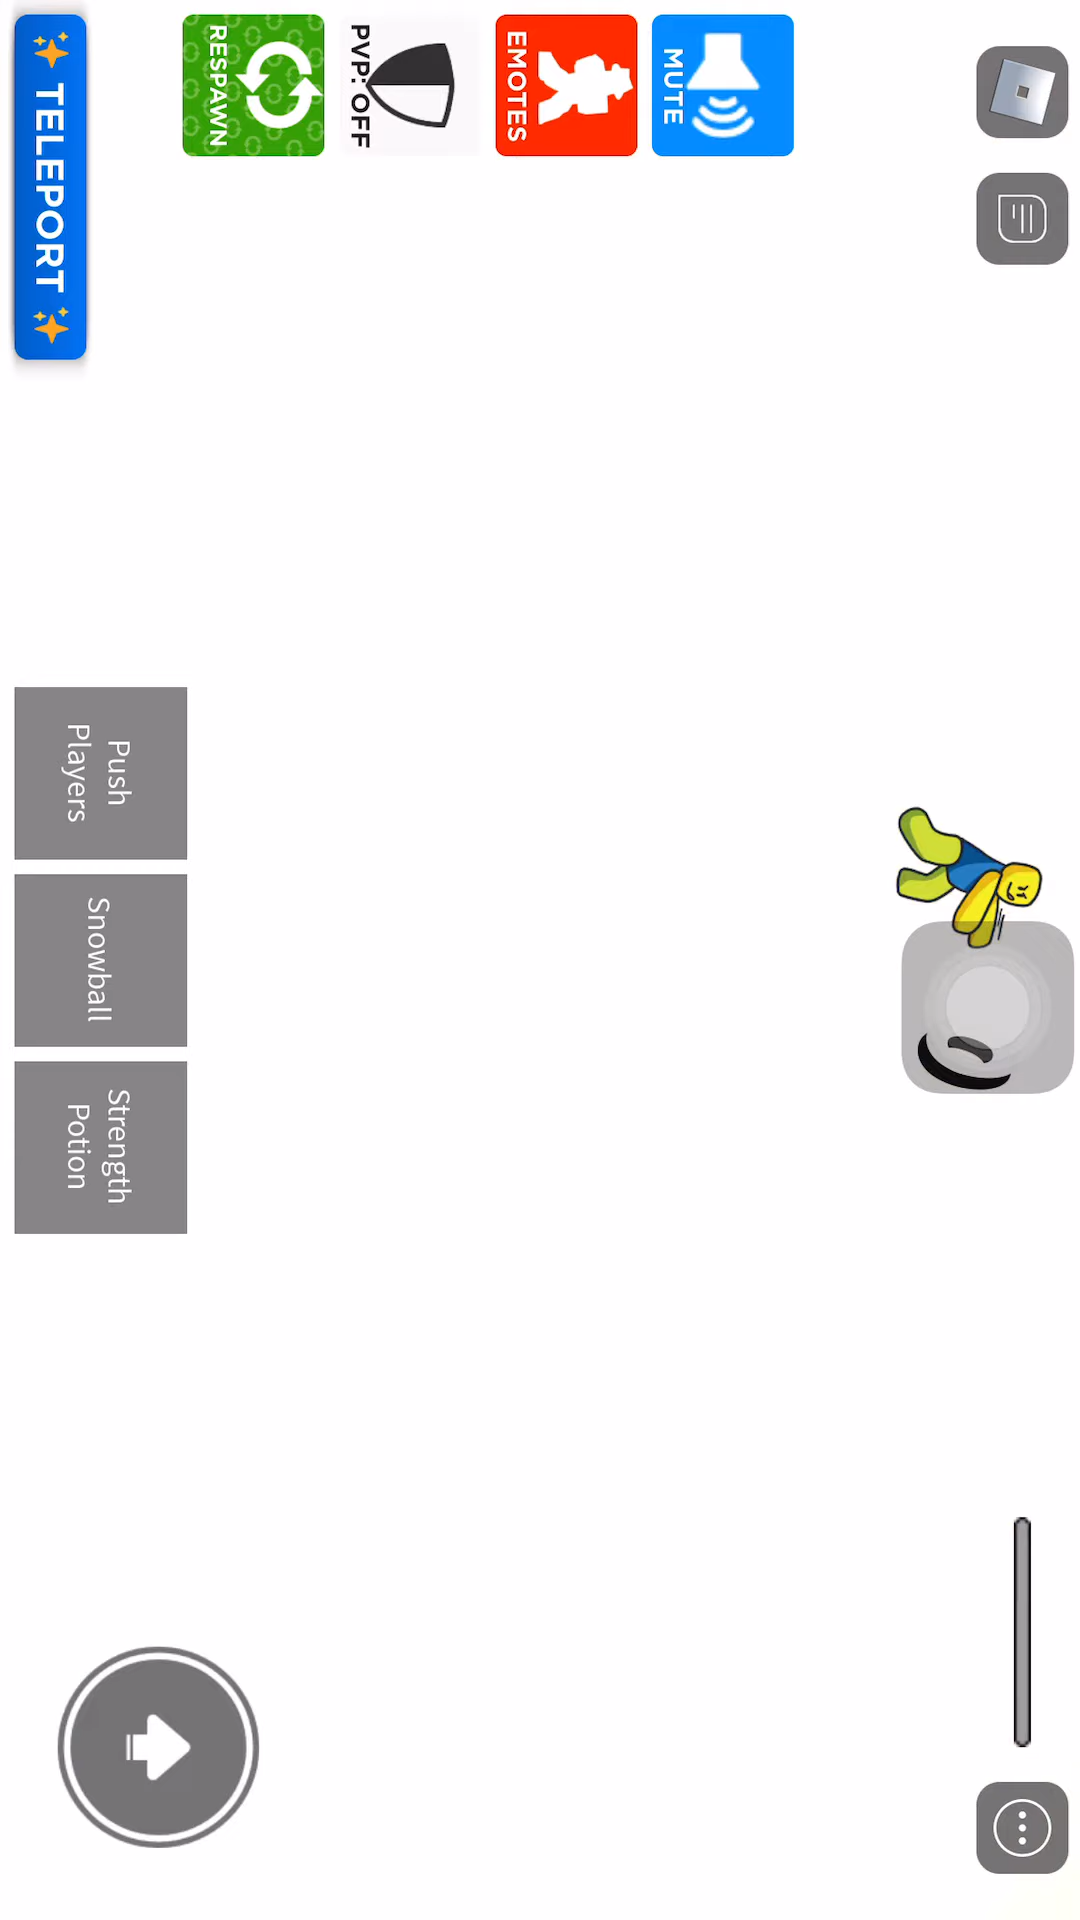 MUTE
EMOTES
PVP: OFF
RESPAWN
✨ TELEPORT ✨
Push
Players
Snowball
Strength
Potion